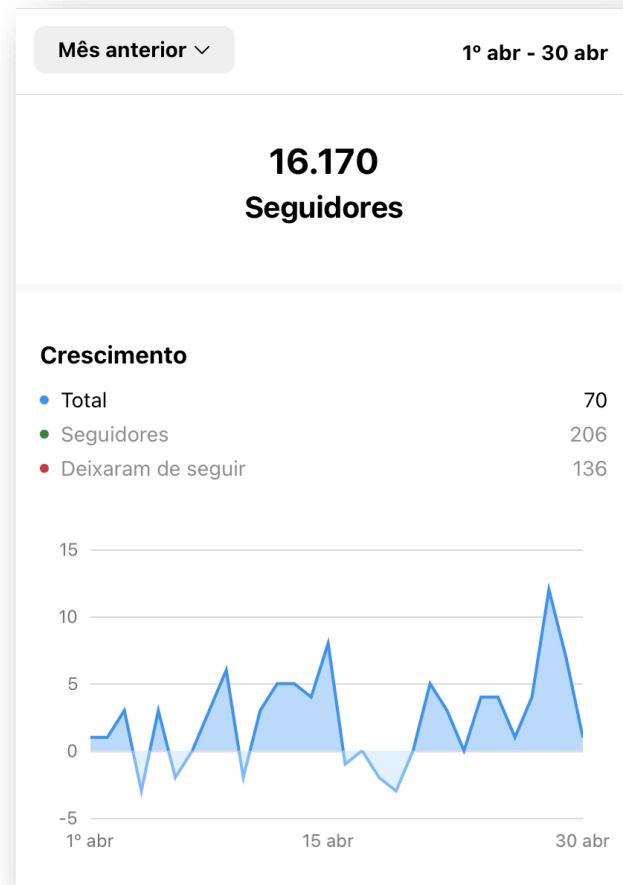 Mês anterior
1º abr - 30 abr
16.170
Seguidores
Crescimento
Total 70
Seguidores 206
Deixaram de seguir 136
15
10
5
0
-5
1º abr 15 abr 30 abr